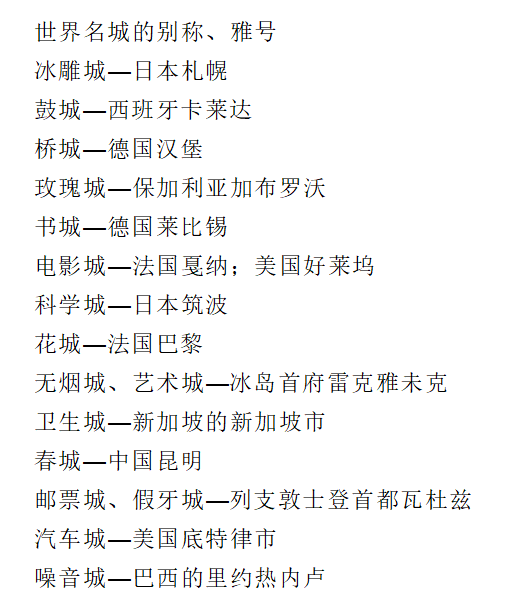 世界名城的别称、雅号
冰雕城—日本札幌
鼓城—西班牙卡莱达
桥城—德国汉堡
玫瑰城—保加利亚加布罗沃
书城—德国莱比锡
电影城—法国戛纳；美国好莱坞
科学城—日本筑波
花城—法国巴黎
无烟城、艺术城—冰岛首府雷克雅未克
卫生城—新加坡的新加坡市
春城—中国昆明
邮票城、假牙城—列支敦士登首都瓦杜兹
汽车城—美国底特律市
噪音城—巴西的里约热内卢